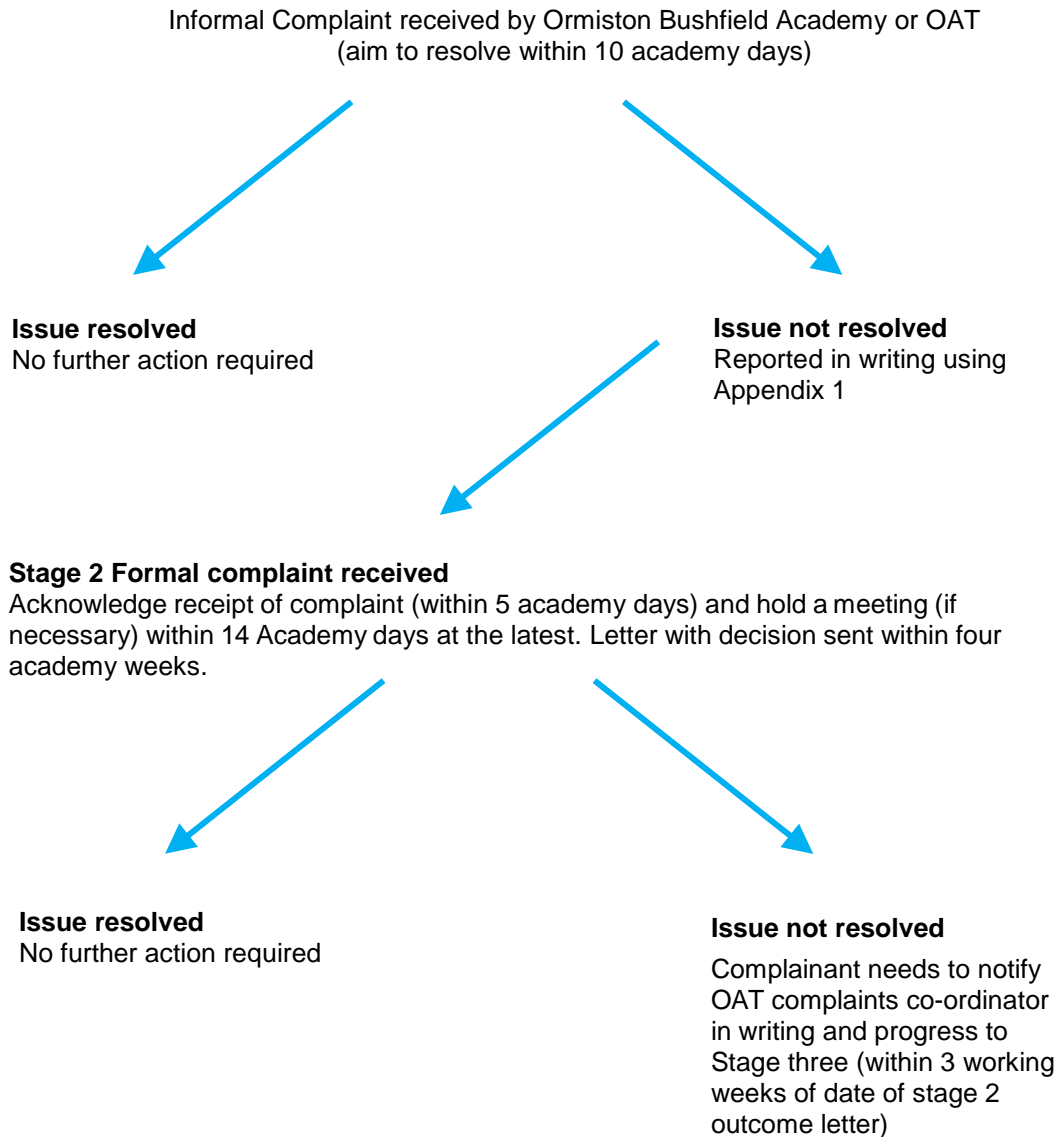 Informal Complaint received by Ormiston Bushfield Academy or OAT
(aim to resolve within 10 academy days)
Issue resolved
No further action required
Issue not resolved
Reported in writing using
Appendix 1
Stage 2 Formal complaint received
Acknowledge receipt of complaint (within 5 academy days) and hold a meeting (if
necessary) within 14 Academy days at the latest. Letter with decision sent within four
academy weeks.
Issue resolved
No further action required
Issue not resolved
Complainant needs to notify
OAT complaints co-ordinator
in writing and progress to
Stage three (within 3 working
weeks of date of stage 2
outcome letter)